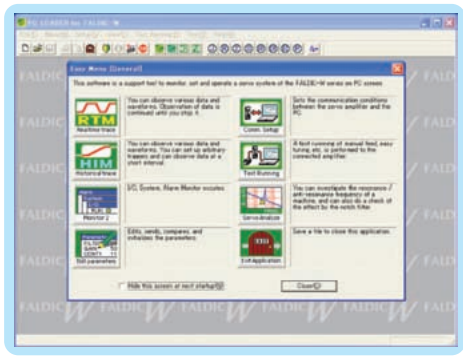 PC LOADER for FALDIC-W
Easy Menu [General]
This software is a support tool to monitor, set and operate a servo system of the FALDIC-W series on PC screen.
RTM
Realtime trace
You can observe various data and
waveforms. Observation of data is
continued until you stop it.
Comm. Setup
Sets the communication conditions
between the servo amplifier and the
PC.
HIM
Historical trace
You can observe various data and
waveforms. You can set up arbitrary
triggers and can observe data at a
short interval.
Test Running
A test running of manual feed, easy
tuning, etc. is performed to the
connected amplifier.
Monitor
I/O, System, Alarm Monitor executes
Servo Analyze
You can investigate the resonance /
anti-resonance frequency of a
machine, and can also do a check of
the effect by the notch filter.
Edit parameters
Edits, sends, compares, and
initializes the parameters.
Exit Application
Save a file to close this application.
Hide this screen at next startup
Close
FALDIC W